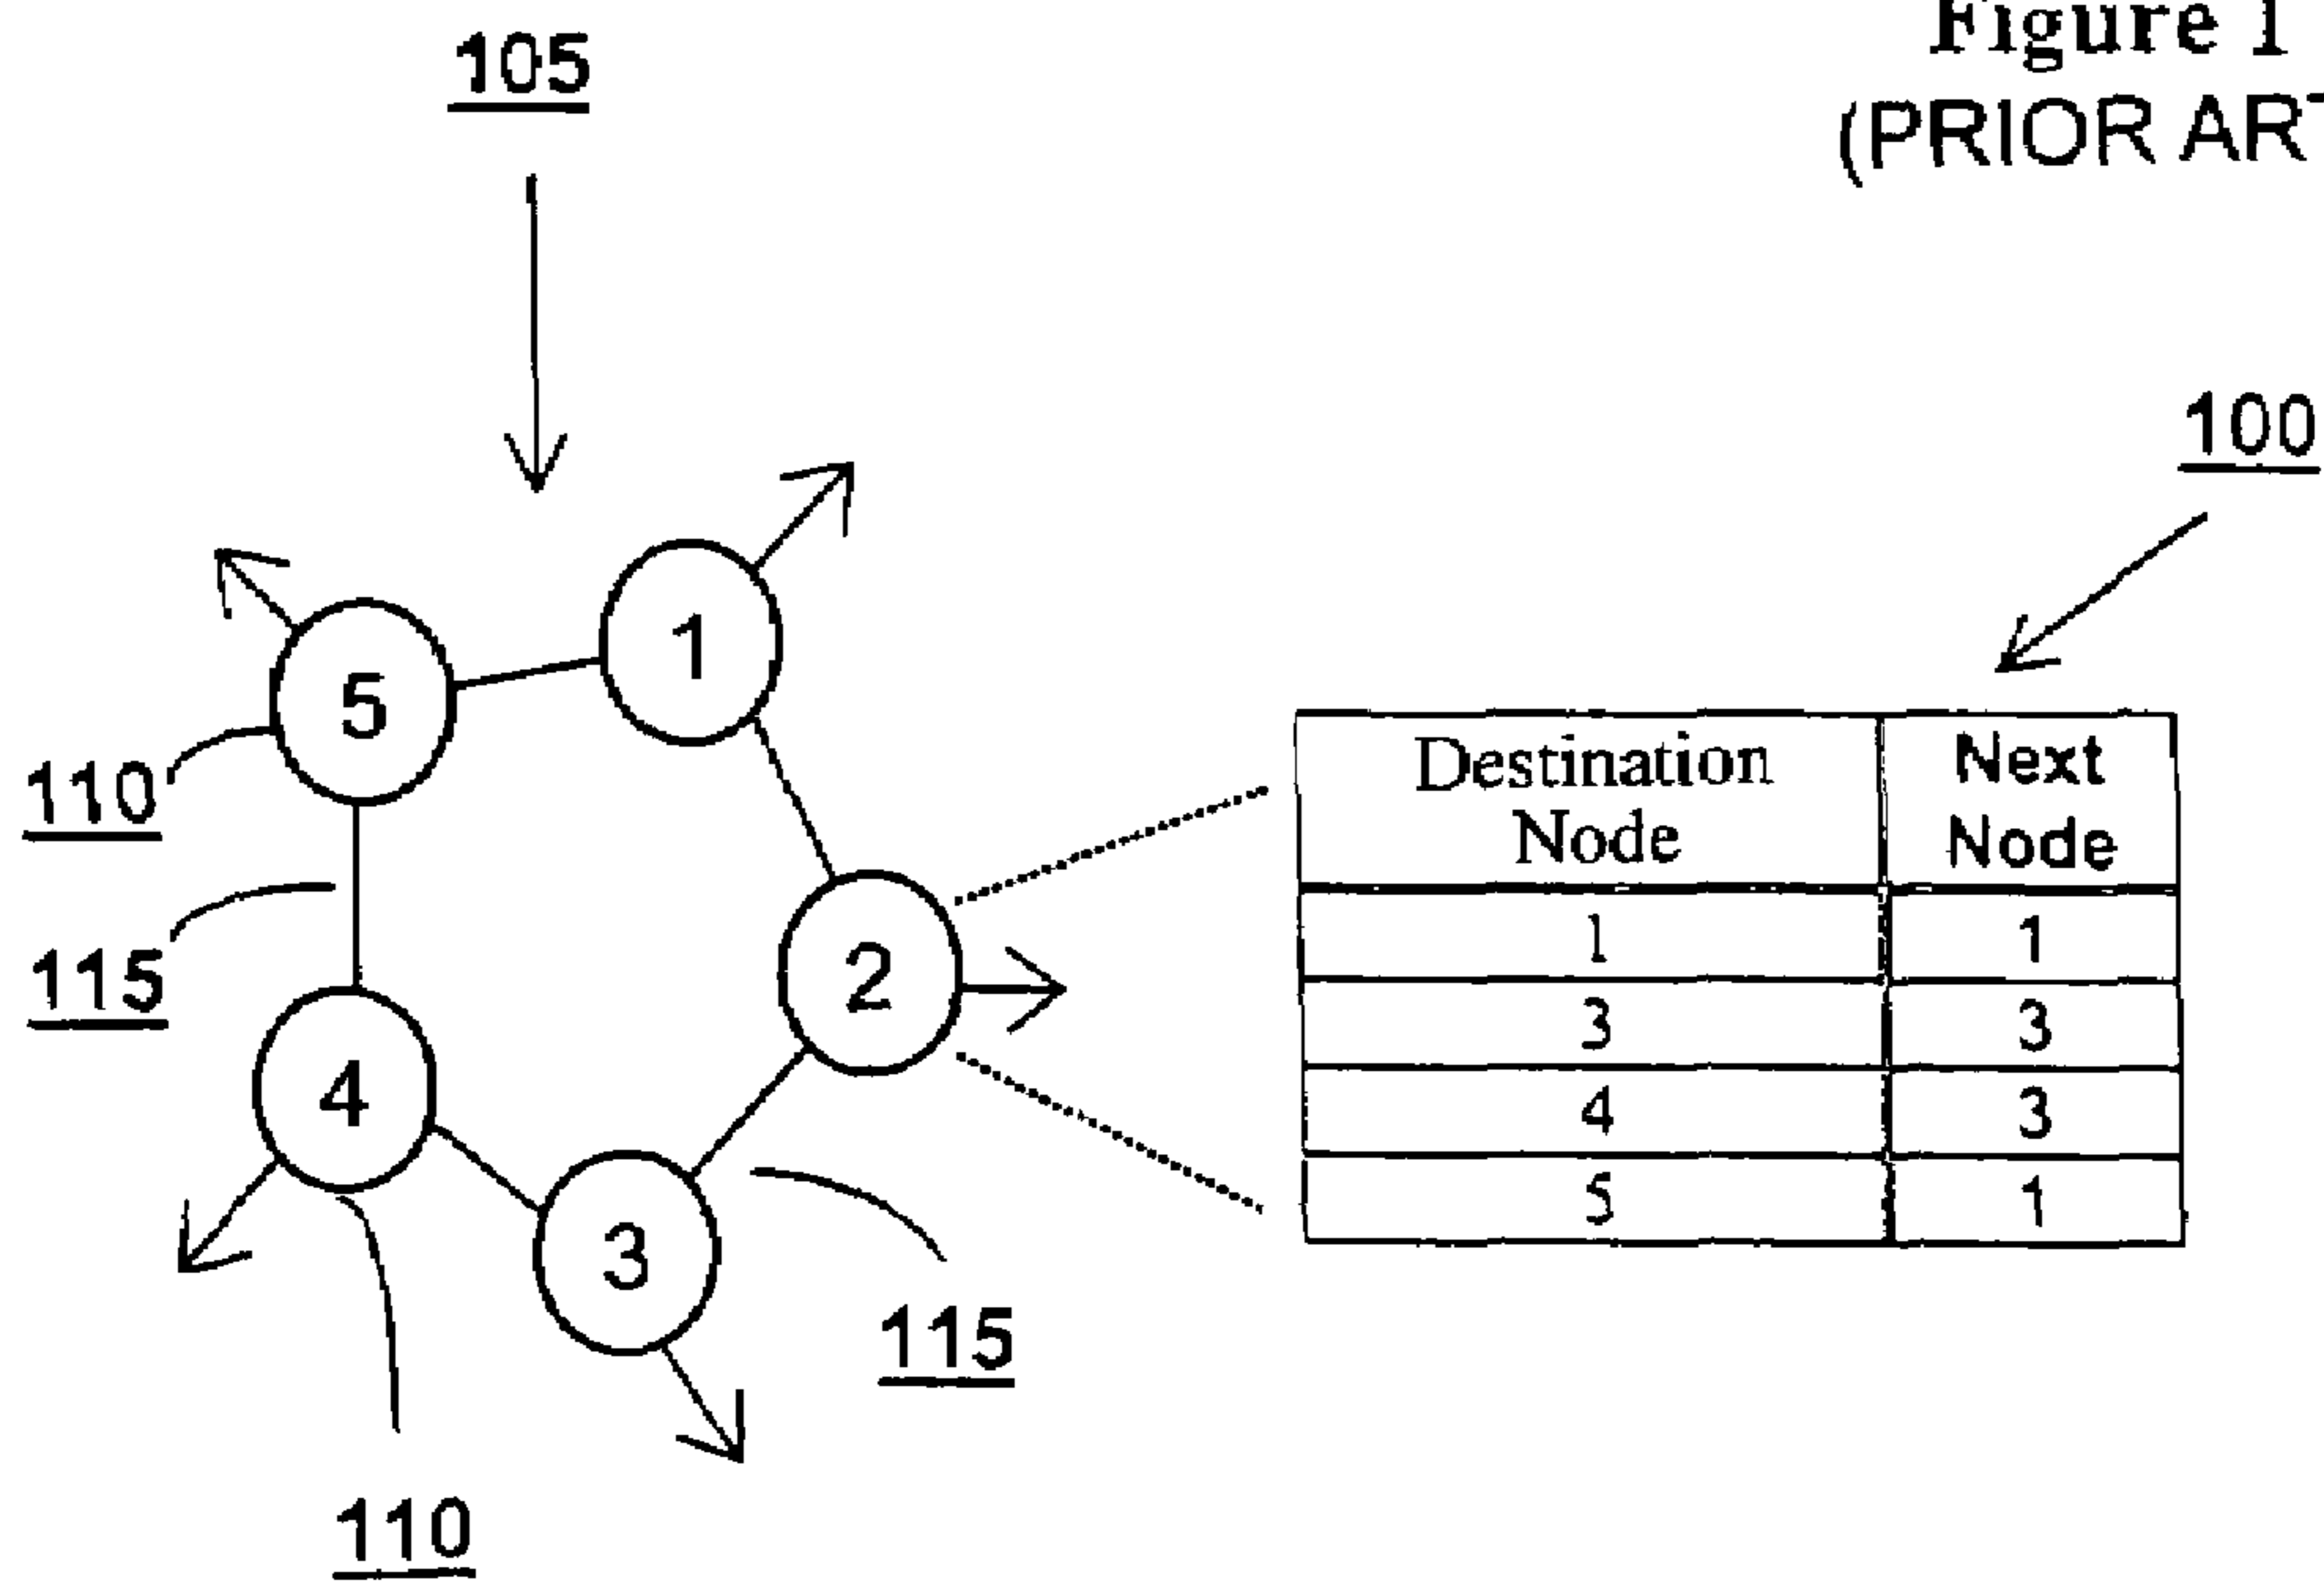 Figure 1
(PRIOR ART
105
100
1
5
110
115
2
4
3
115
110
Destination Node | Next Node
1 | 1
3 | 3
4 | 3
5 | 1